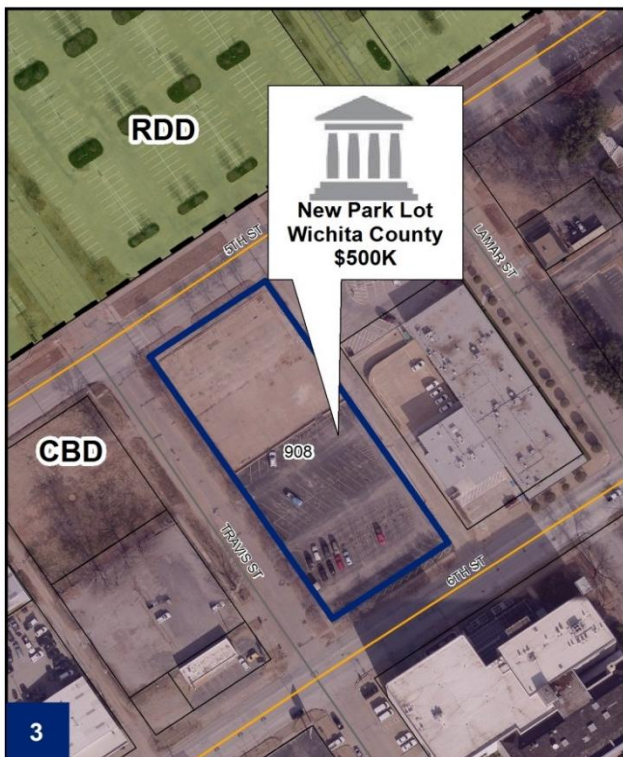 RDD
New Park Lot
Wichita County
$500K
5TH ST
LAMAR ST
CBD
908
TRAVIS ST
6TH ST
3